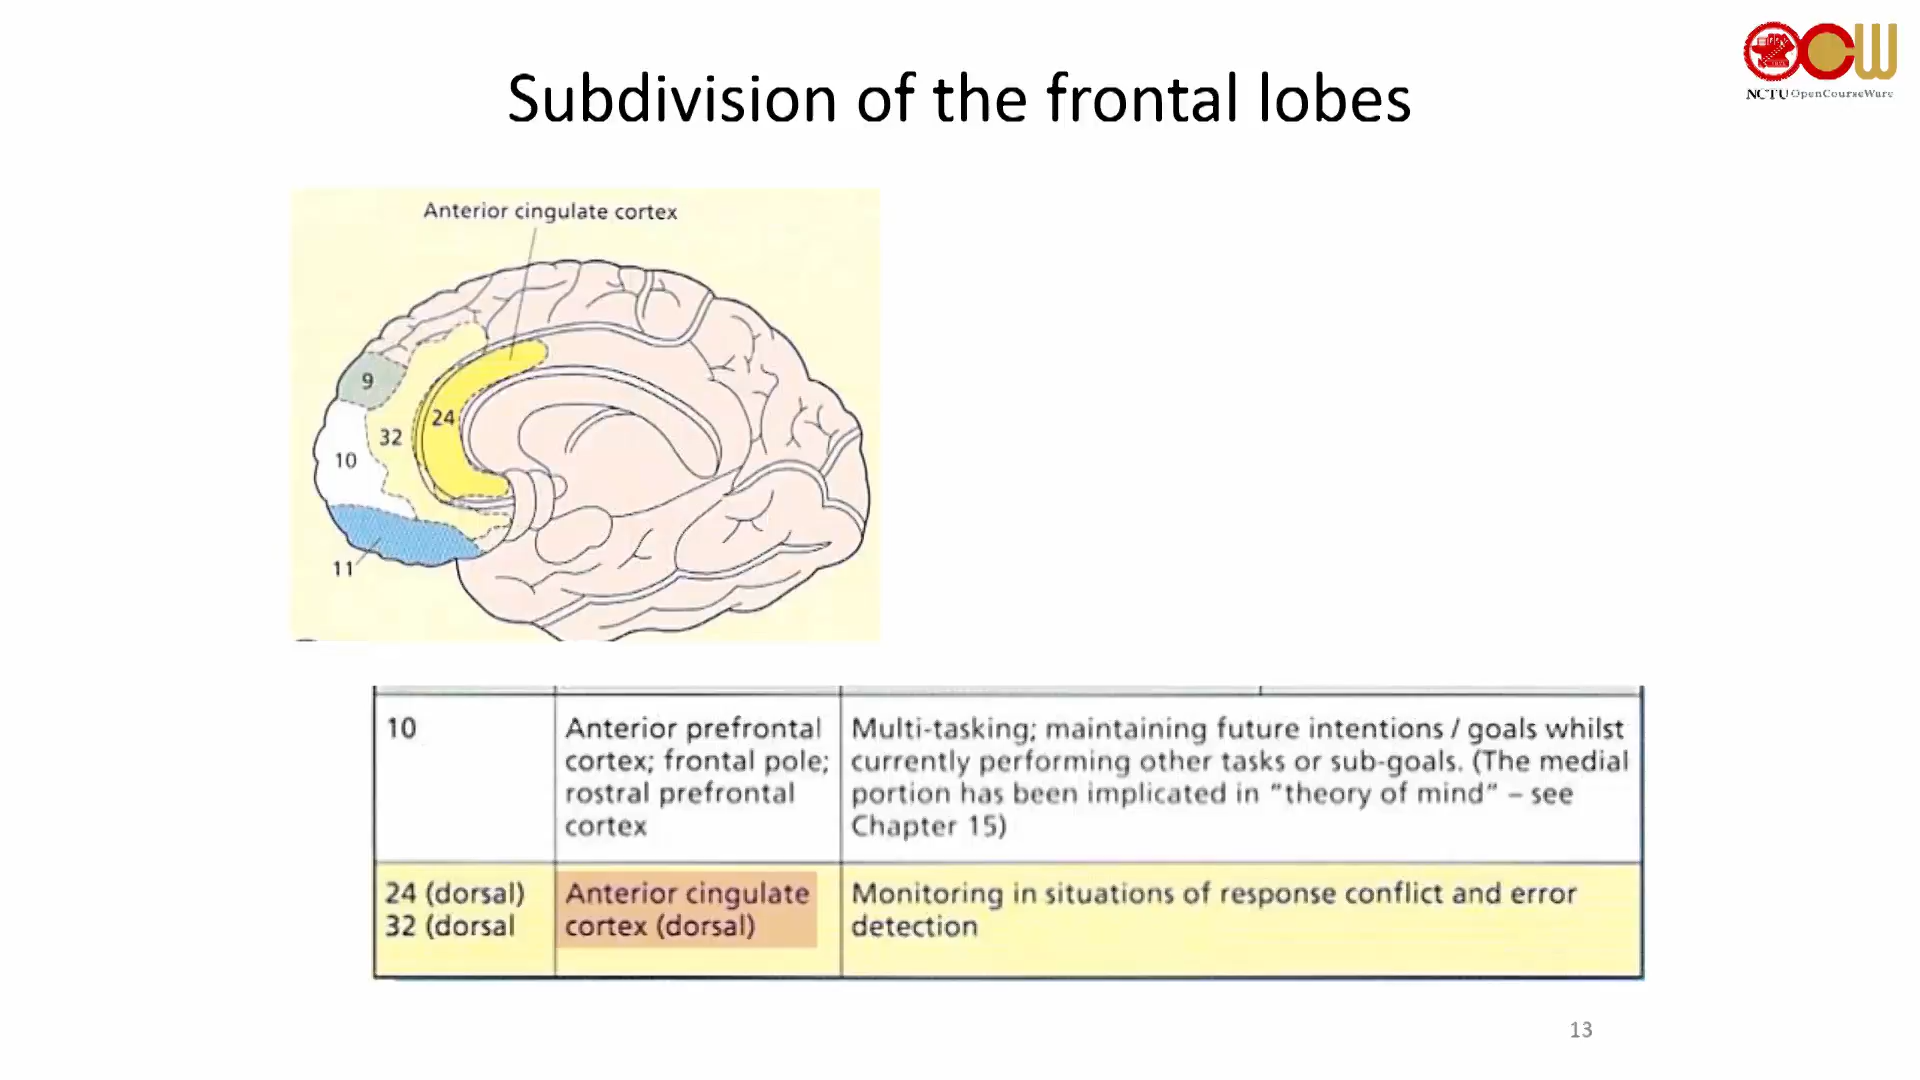 NCTU OpenCourseWare
Subdivision of the frontal lobes
Anterior cingulate cortex
9
24
32
10
11
10
Anterior prefrontal
cortex; frontal pole;
rostral prefrontal
cortex
Multi-tasking; maintaining future intentions / goals whilst
currently performing other tasks or sub-goals. (The medial
portion has been implicated in “theory of mind” – see
Chapter 15)
24 (dorsal)
32 (dorsal
Anterior cingulate
cortex (dorsal)
Monitoring in situations of response conflict and error
detection
13